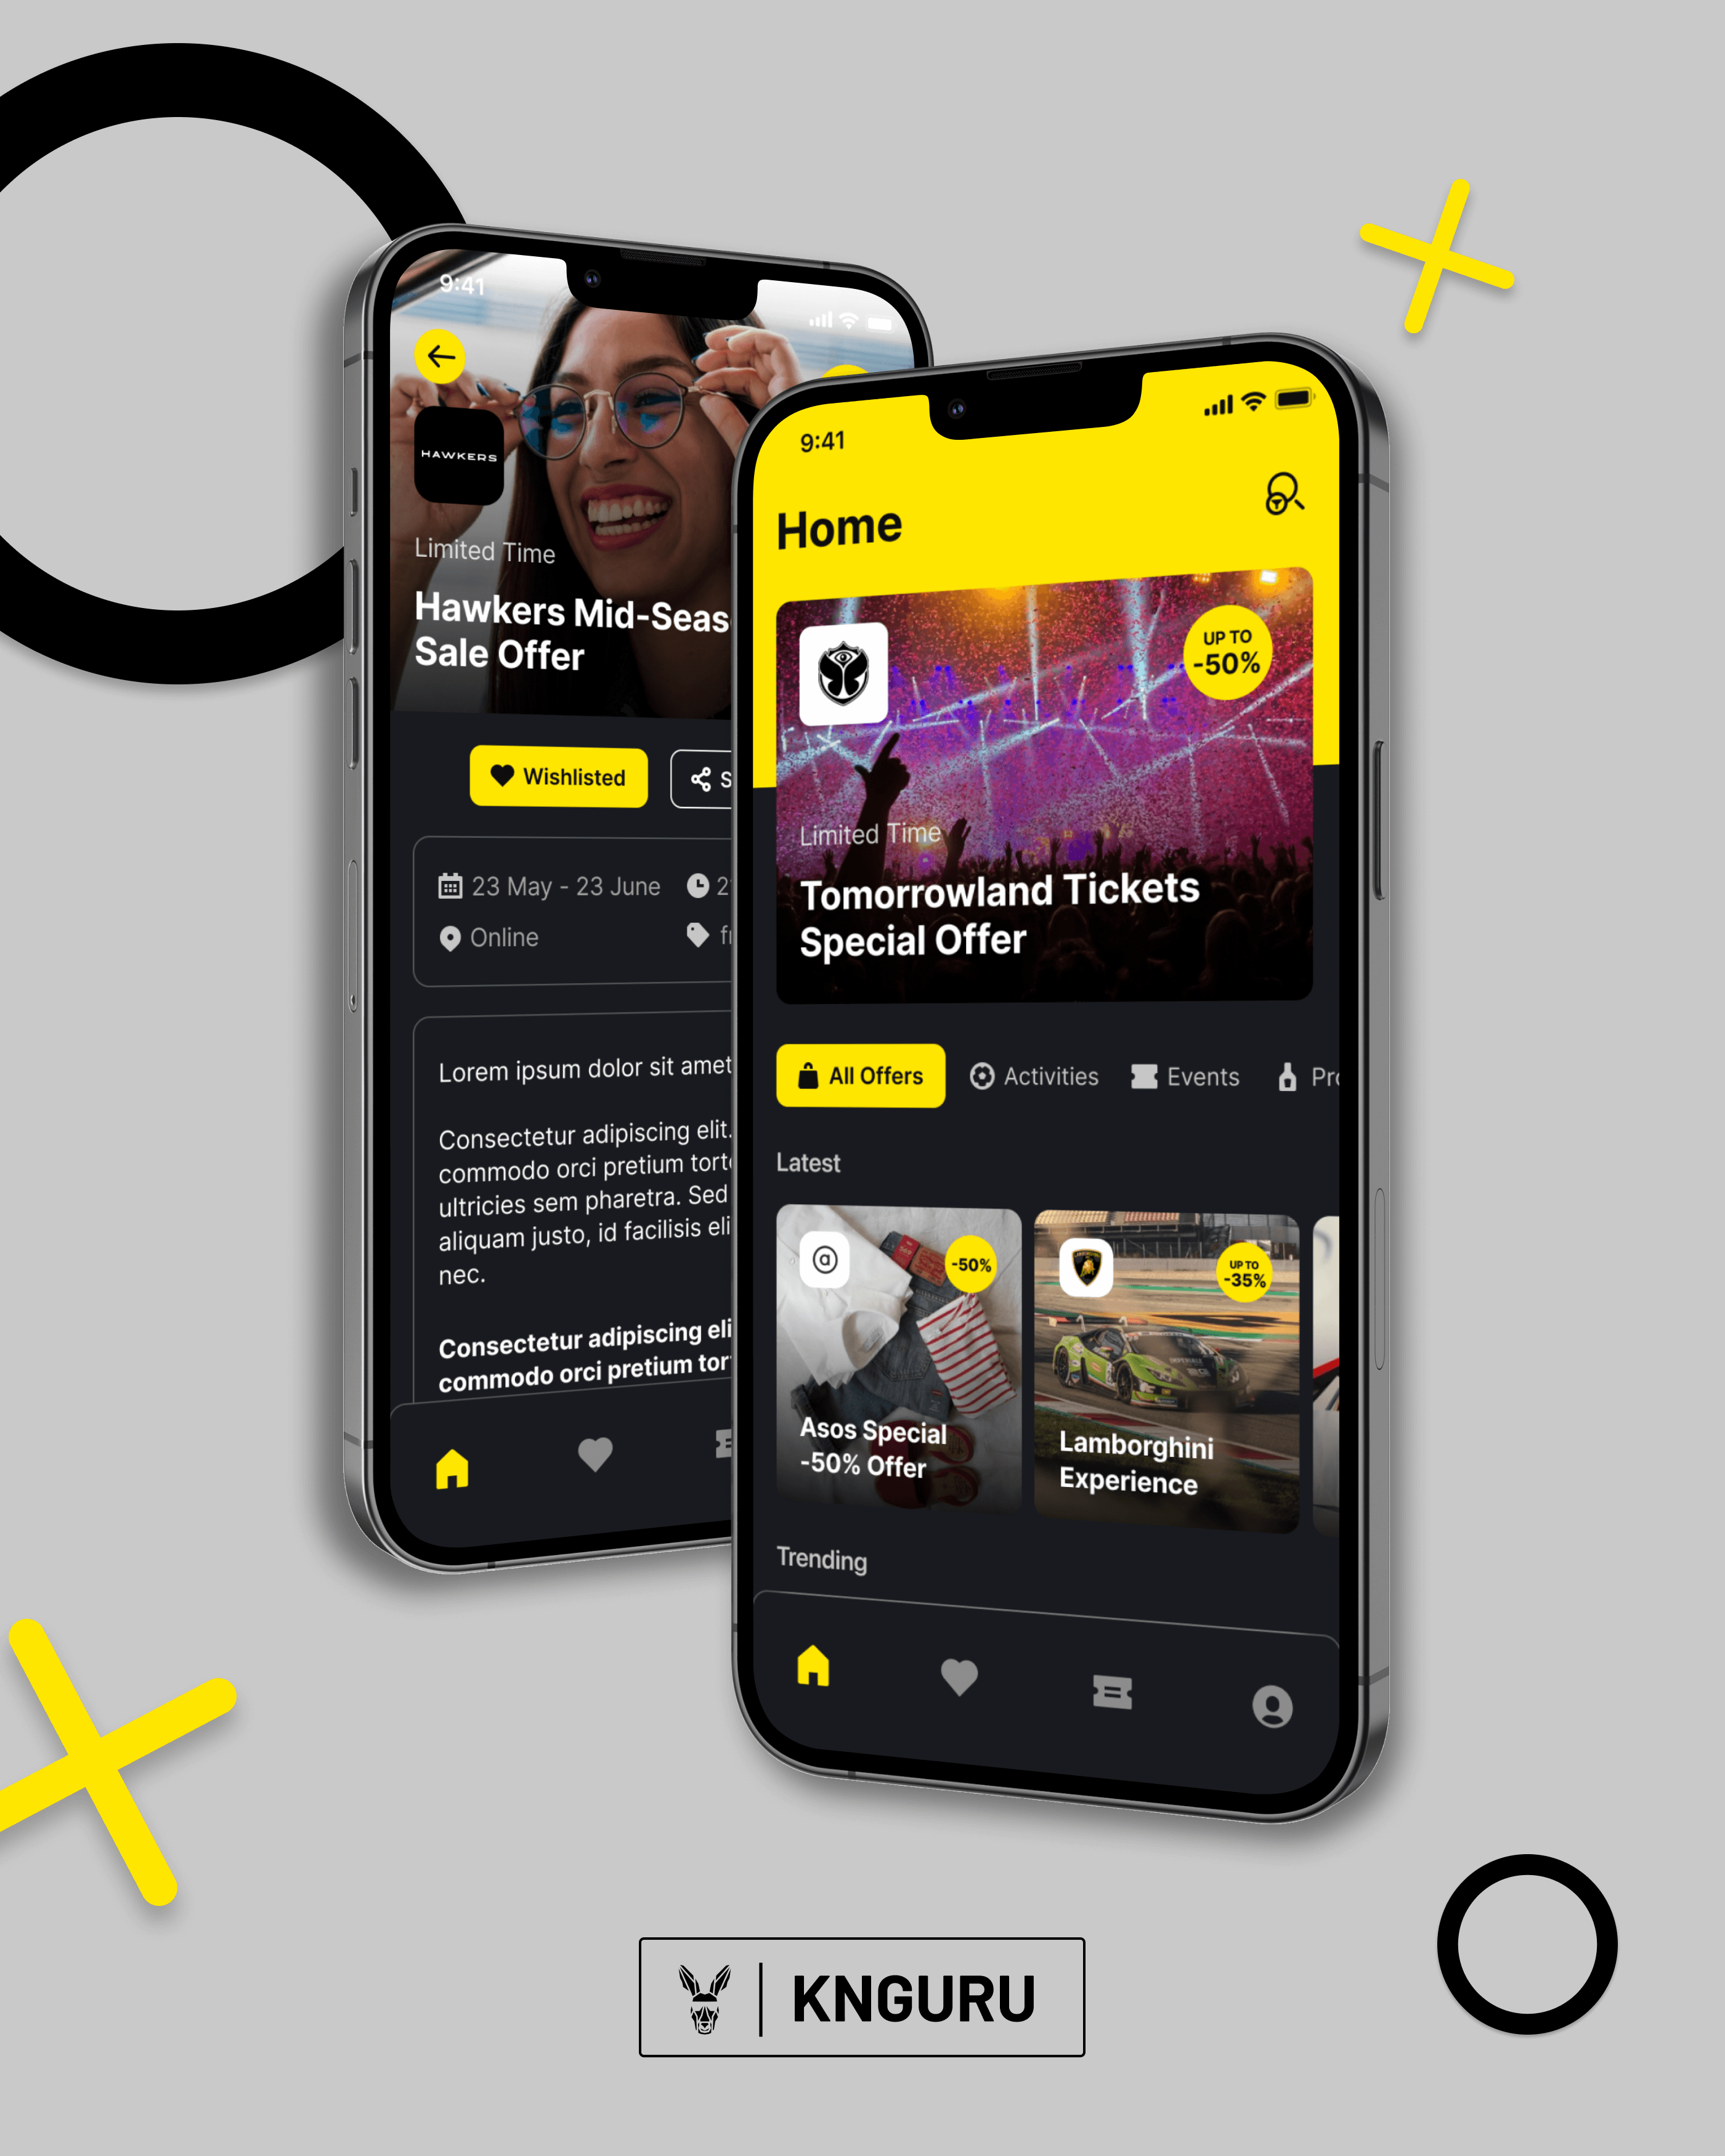 9:41
HAWKERS
Limited Time
Hawkers Mid-Seas
Sale Offer
Wishlisted
S
23 May - 23 June
2
Online
fr
Lorem ipsum dolor sit amet
Consectetur adipiscing elit.
commodo orci pretium torto
ultricies sem pharetra. Sed
aliquam justo, id facilisis eli
nec.
Consectetur adipiscing eli
commodo orci pretium tor
9:41
Home
UP TO
-50%
Limited Time
Tomorrowland Tickets
Special Offer
All Offers
Activities
Events
Pro
Latest
-50%
Asos Special
-50% Offer
UP TO
-35%
Lamborghini
Experience
Trending
KNGURU